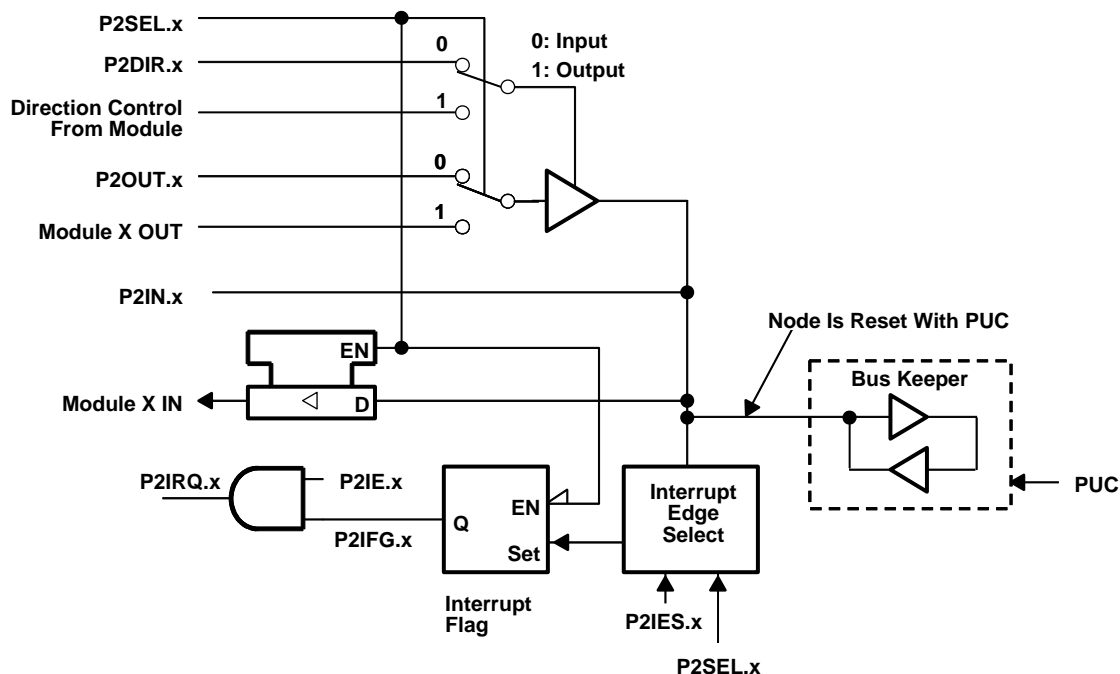 P2SEL.x
0
0: Input
P2DIR.x
1: Output
Direction Control
From Module
1
P2OUT.x
0
Module X OUT
1
P2IN.x
Node Is Reset With PUC
EN
Bus Keeper
Module X IN
D
P2IRQ.x
P2IE.x
Interrupt
Edge
Select
EN
PUC
Q
P2IFG.x
Set
Interrupt
Flag
P2IES.x
P2SEL.x